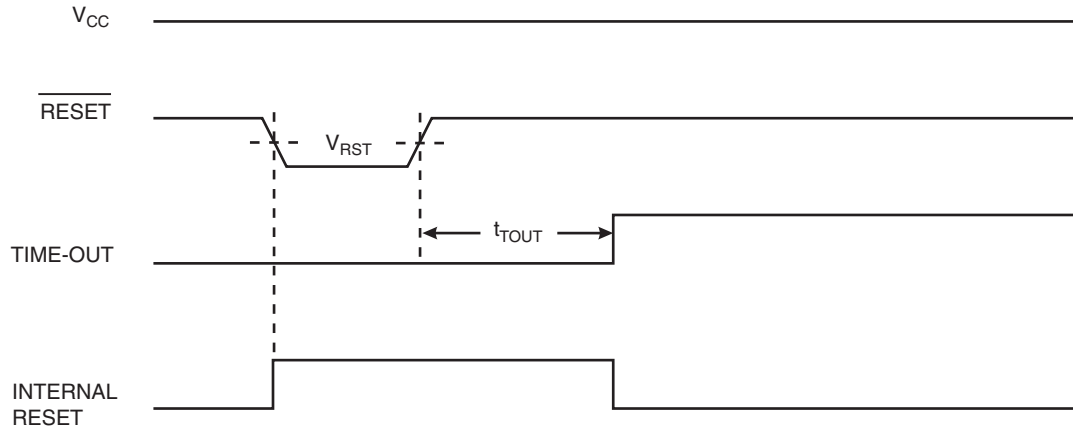 VCC
RESET
VRST
tTOUT
TIME-OUT
INTERNAL
RESET